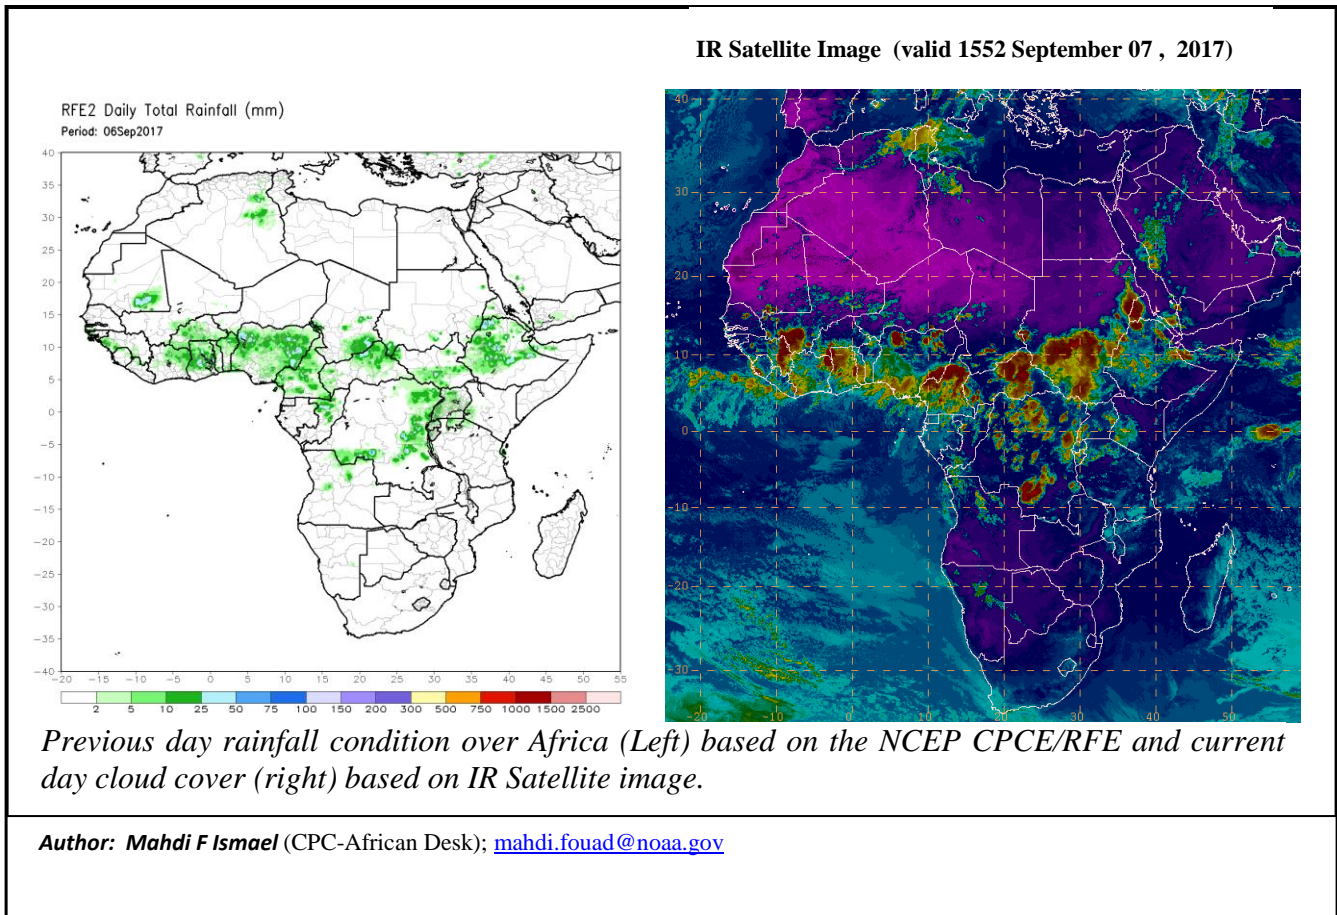 IR Satellite Image (valid 1552 September 07 , 2017)
RFE2 Daily Total Rainfall (mm)
Period: 06Sep2017
40
35
30
25
20
15
10
5
0
−5
−10
−15
−20
−25
−30
−35
−40
−20 −15 −10 −5 0 5 10 15 20 25 30 35 40 45 50 55
2 5 10 25 50 75 100 150 200 300 500 750 1000 1500 2500
40
30
20
10
0
-10
-20
-30
-20 -10 0 10 20 30 40 50
Previous day rainfall condition over Africa (Left) based on the NCEP CPCE/RFE and current
day cloud cover (right) based on IR Satellite image.
Author: Mahdi F Ismael (CPC-African Desk); mahdi.fouad@noaa.gov